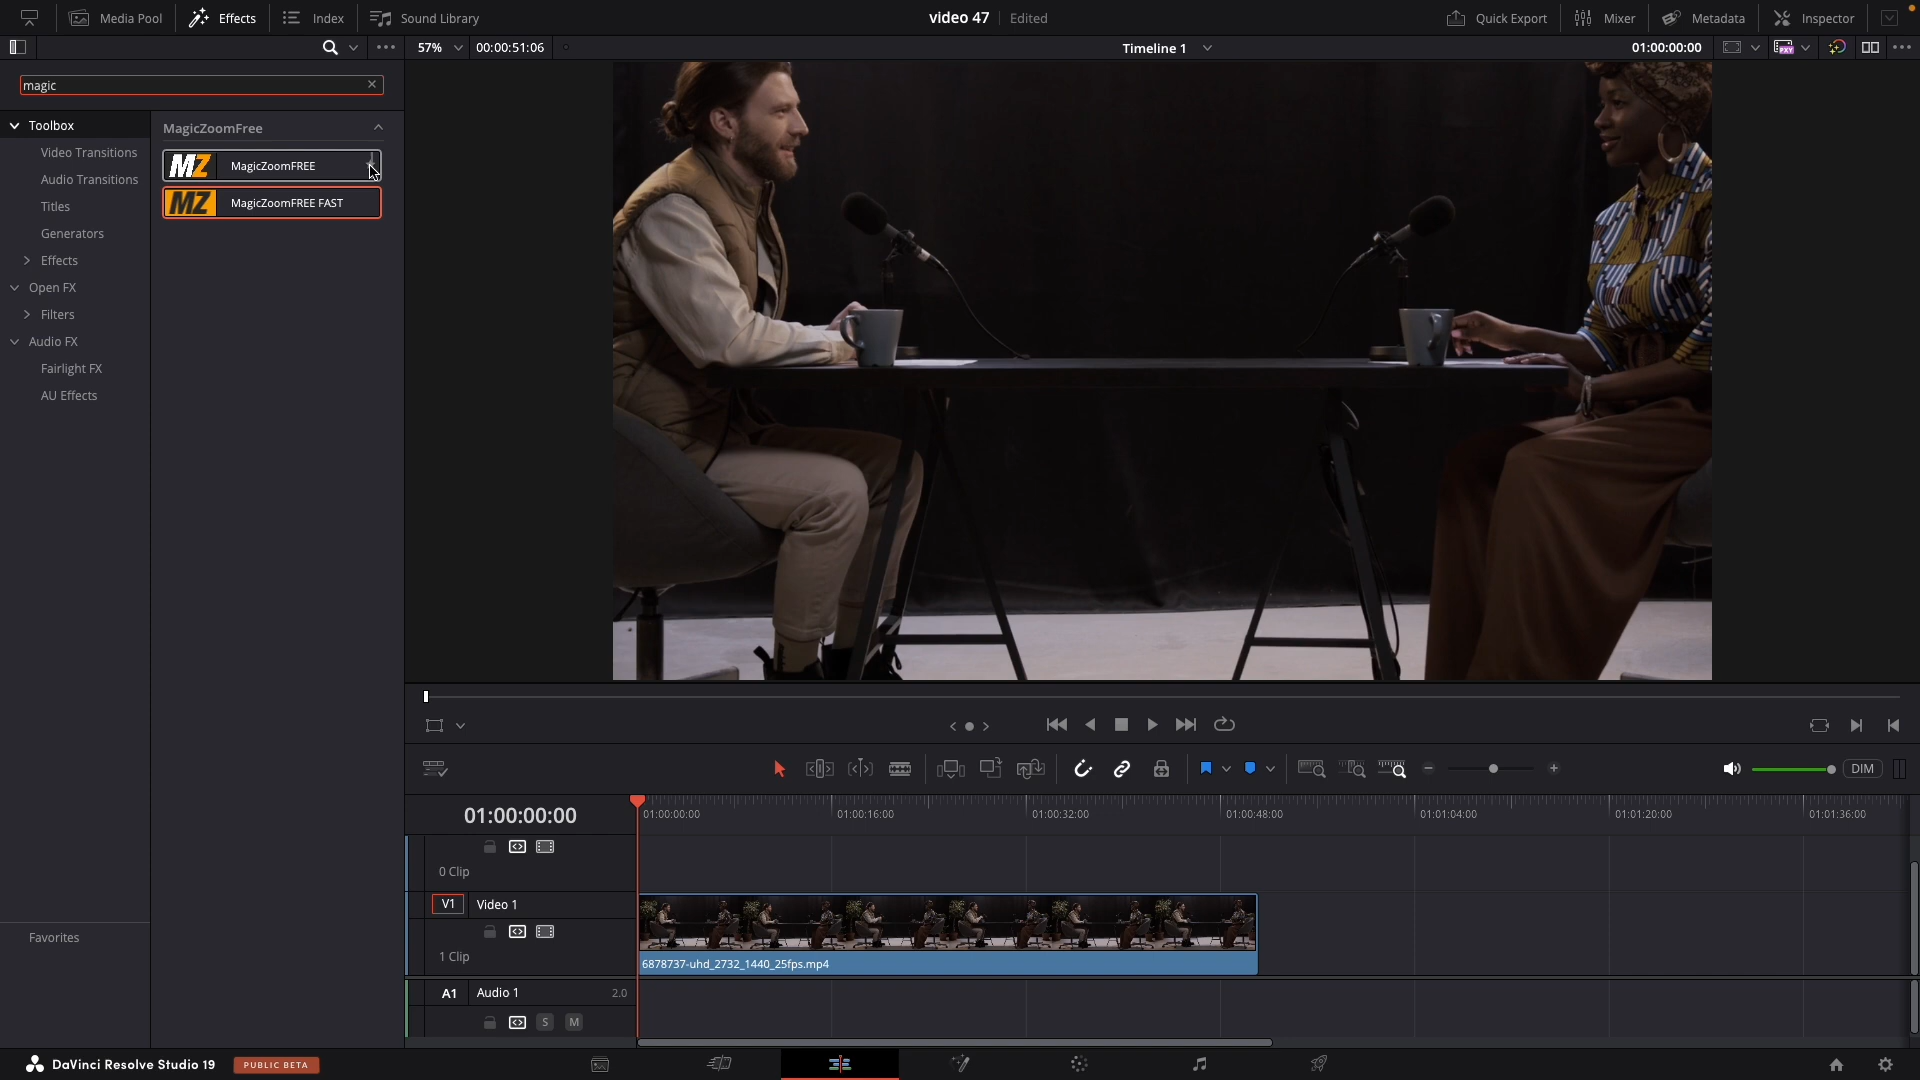 Media Pool
Effects
Index
Sound Library
video 47
Edited
Quick Export
Mixer
Metadata
Inspector
57%
00:00:51:06
Timeline 1
01:00:00:00
PXY
magic
Toolbox
Video Transitions
Audio Transitions
Titles
Generators
Effects
Open FX
Filters
Audio FX
Fairlight FX
AU Effects
Favorites
MagicZoomFree
MZ
MagicZoomFREE
MZ
MagicZoomFREE FAST
DIM
01:00:00:00
01:00:00:00
01:00:16:00
01:00:32:00
01:00:48:00
01:01:04:00
01:01:20:00
01:01:36:00
0 Clip
V1
Video 1
1 Clip
6878737-uhd_2732_1440_25fps.mp4
A1
Audio 1
2.0
S
M
DaVinci Resolve Studio 19
PUBLIC BETA